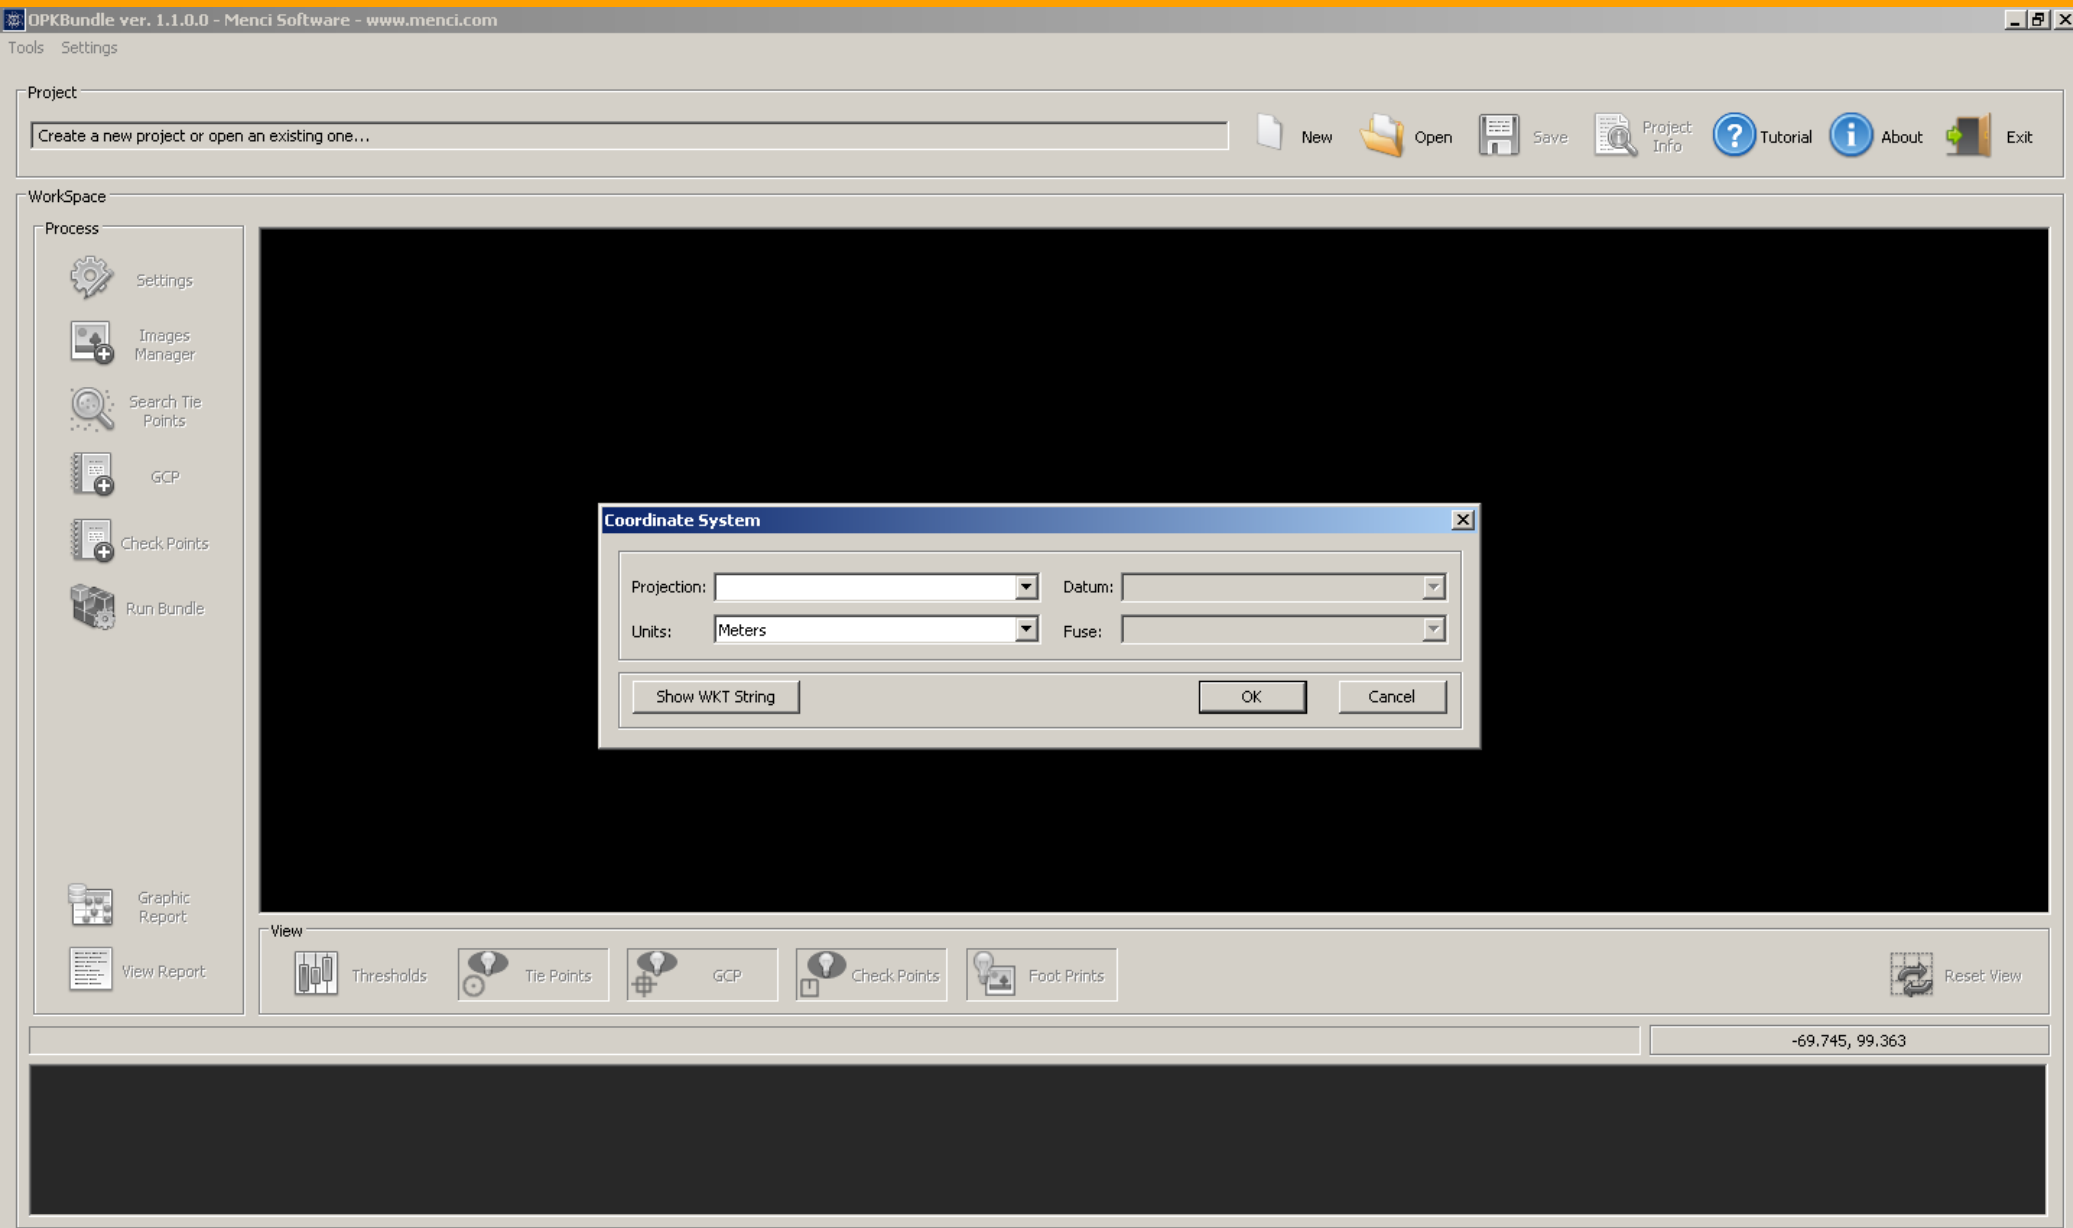 OPKBundle ver. 1.1.0.0 - Menci Software - www.menci.com
Tools Settings
Project
Create a new project or open an existing one...
New
Open
Save
Project
Info
Tutorial
About
Exit
WorkSpace
Process
Settings
Images
Manager
Search Tie
Points
GCP
Check Points
Run Bundle
Graphic
Report
View Report
Coordinate System
Projection:
Datum:
Units: Meters
Fuse:
Show WKT String
OK
Cancel
View
Thresholds
Tie Points
GCP
Check Points
Foot Prints
Reset View
-69.745, 99.363